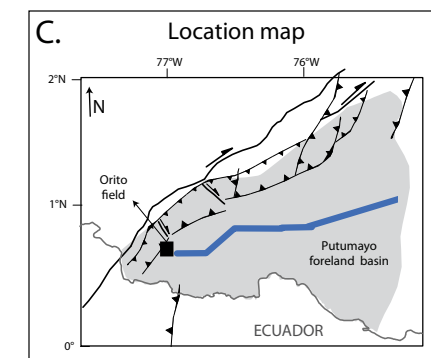 C. Location map
77°W 76°W
2°N
N
Orito
field
1°N
Putumayo
foreland basin
ECUADOR
0°